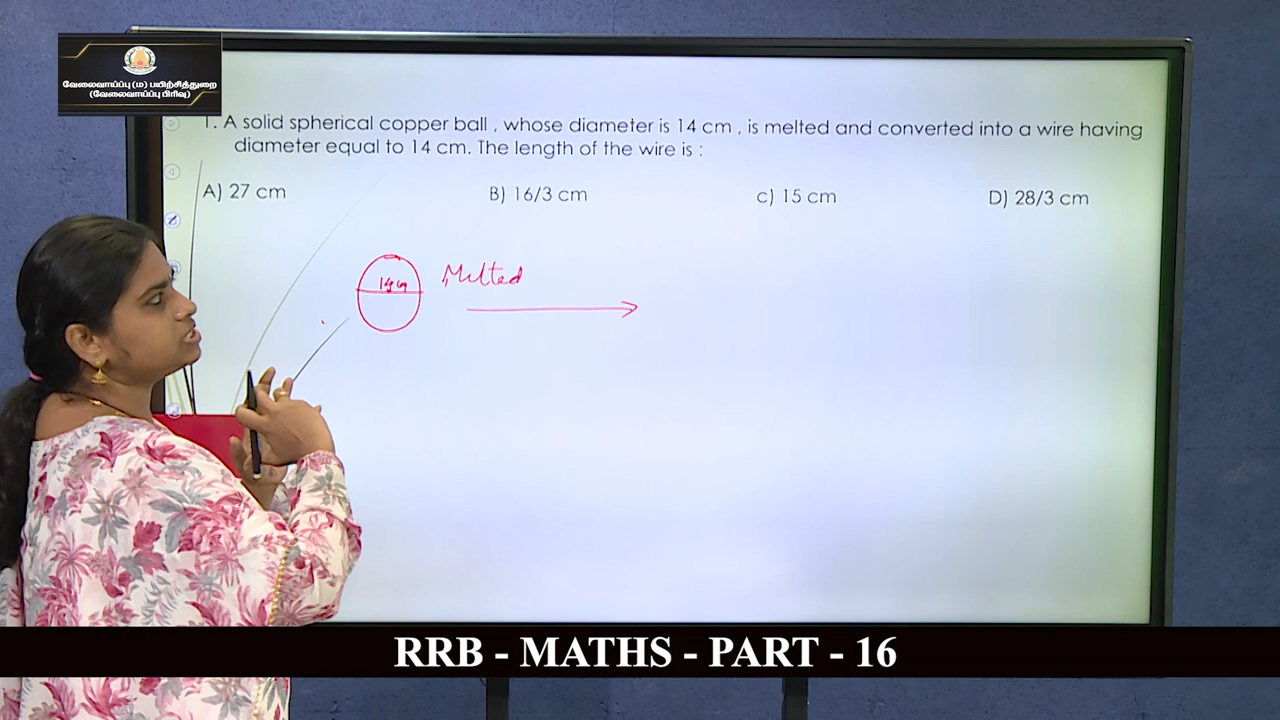 வேலைவாய்ப்பு (ம) பயிற்சித்துறை
(வேலைவாய்ப்பு பிரிவு)
1. A solid spherical copper ball , whose diameter is 14 cm , is melted and converted into a wire having
diameter equal to 14 cm. The length of the wire is :
A) 27 cm B) 16/3 cm c) 15 cm D) 28/3 cm
Melted
RRB - MATHS - PART - 16